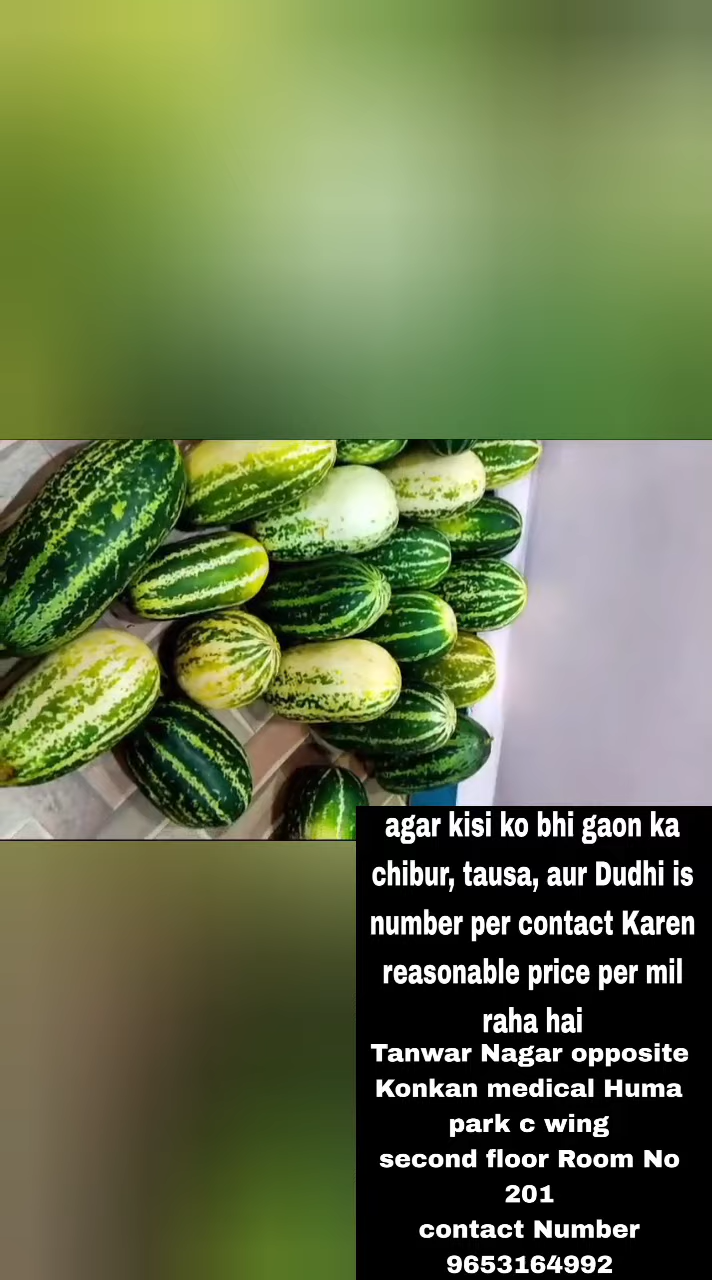 agar kisi ko bhi gaon ka
chibur, tausa, aur Dudhi is
number per contact Karen
reasonable price per mil
raha hai
Tanwar Nagar opposite
Konkan medical Huma
park c wing
second floor Room No
201
contact Number
9653164992